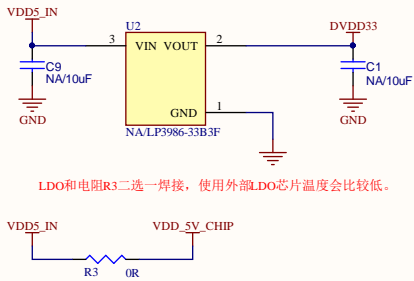 VDD5_IN
U2
DVDD33
3
VIN VOUT
2
C9
NA/10uF
C1
NA/10uF
GND
1
GND
GND
NA/LP3986-33B3F
LDO和电阻R3二选一焊接，使用外部LDO芯片温度会比较低。
VDD5_IN
VDD_5V_CHIP
R3
0R